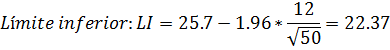 Límite inferior: LI = 25.7 − 1.96 * 12 / √50 = 22.37